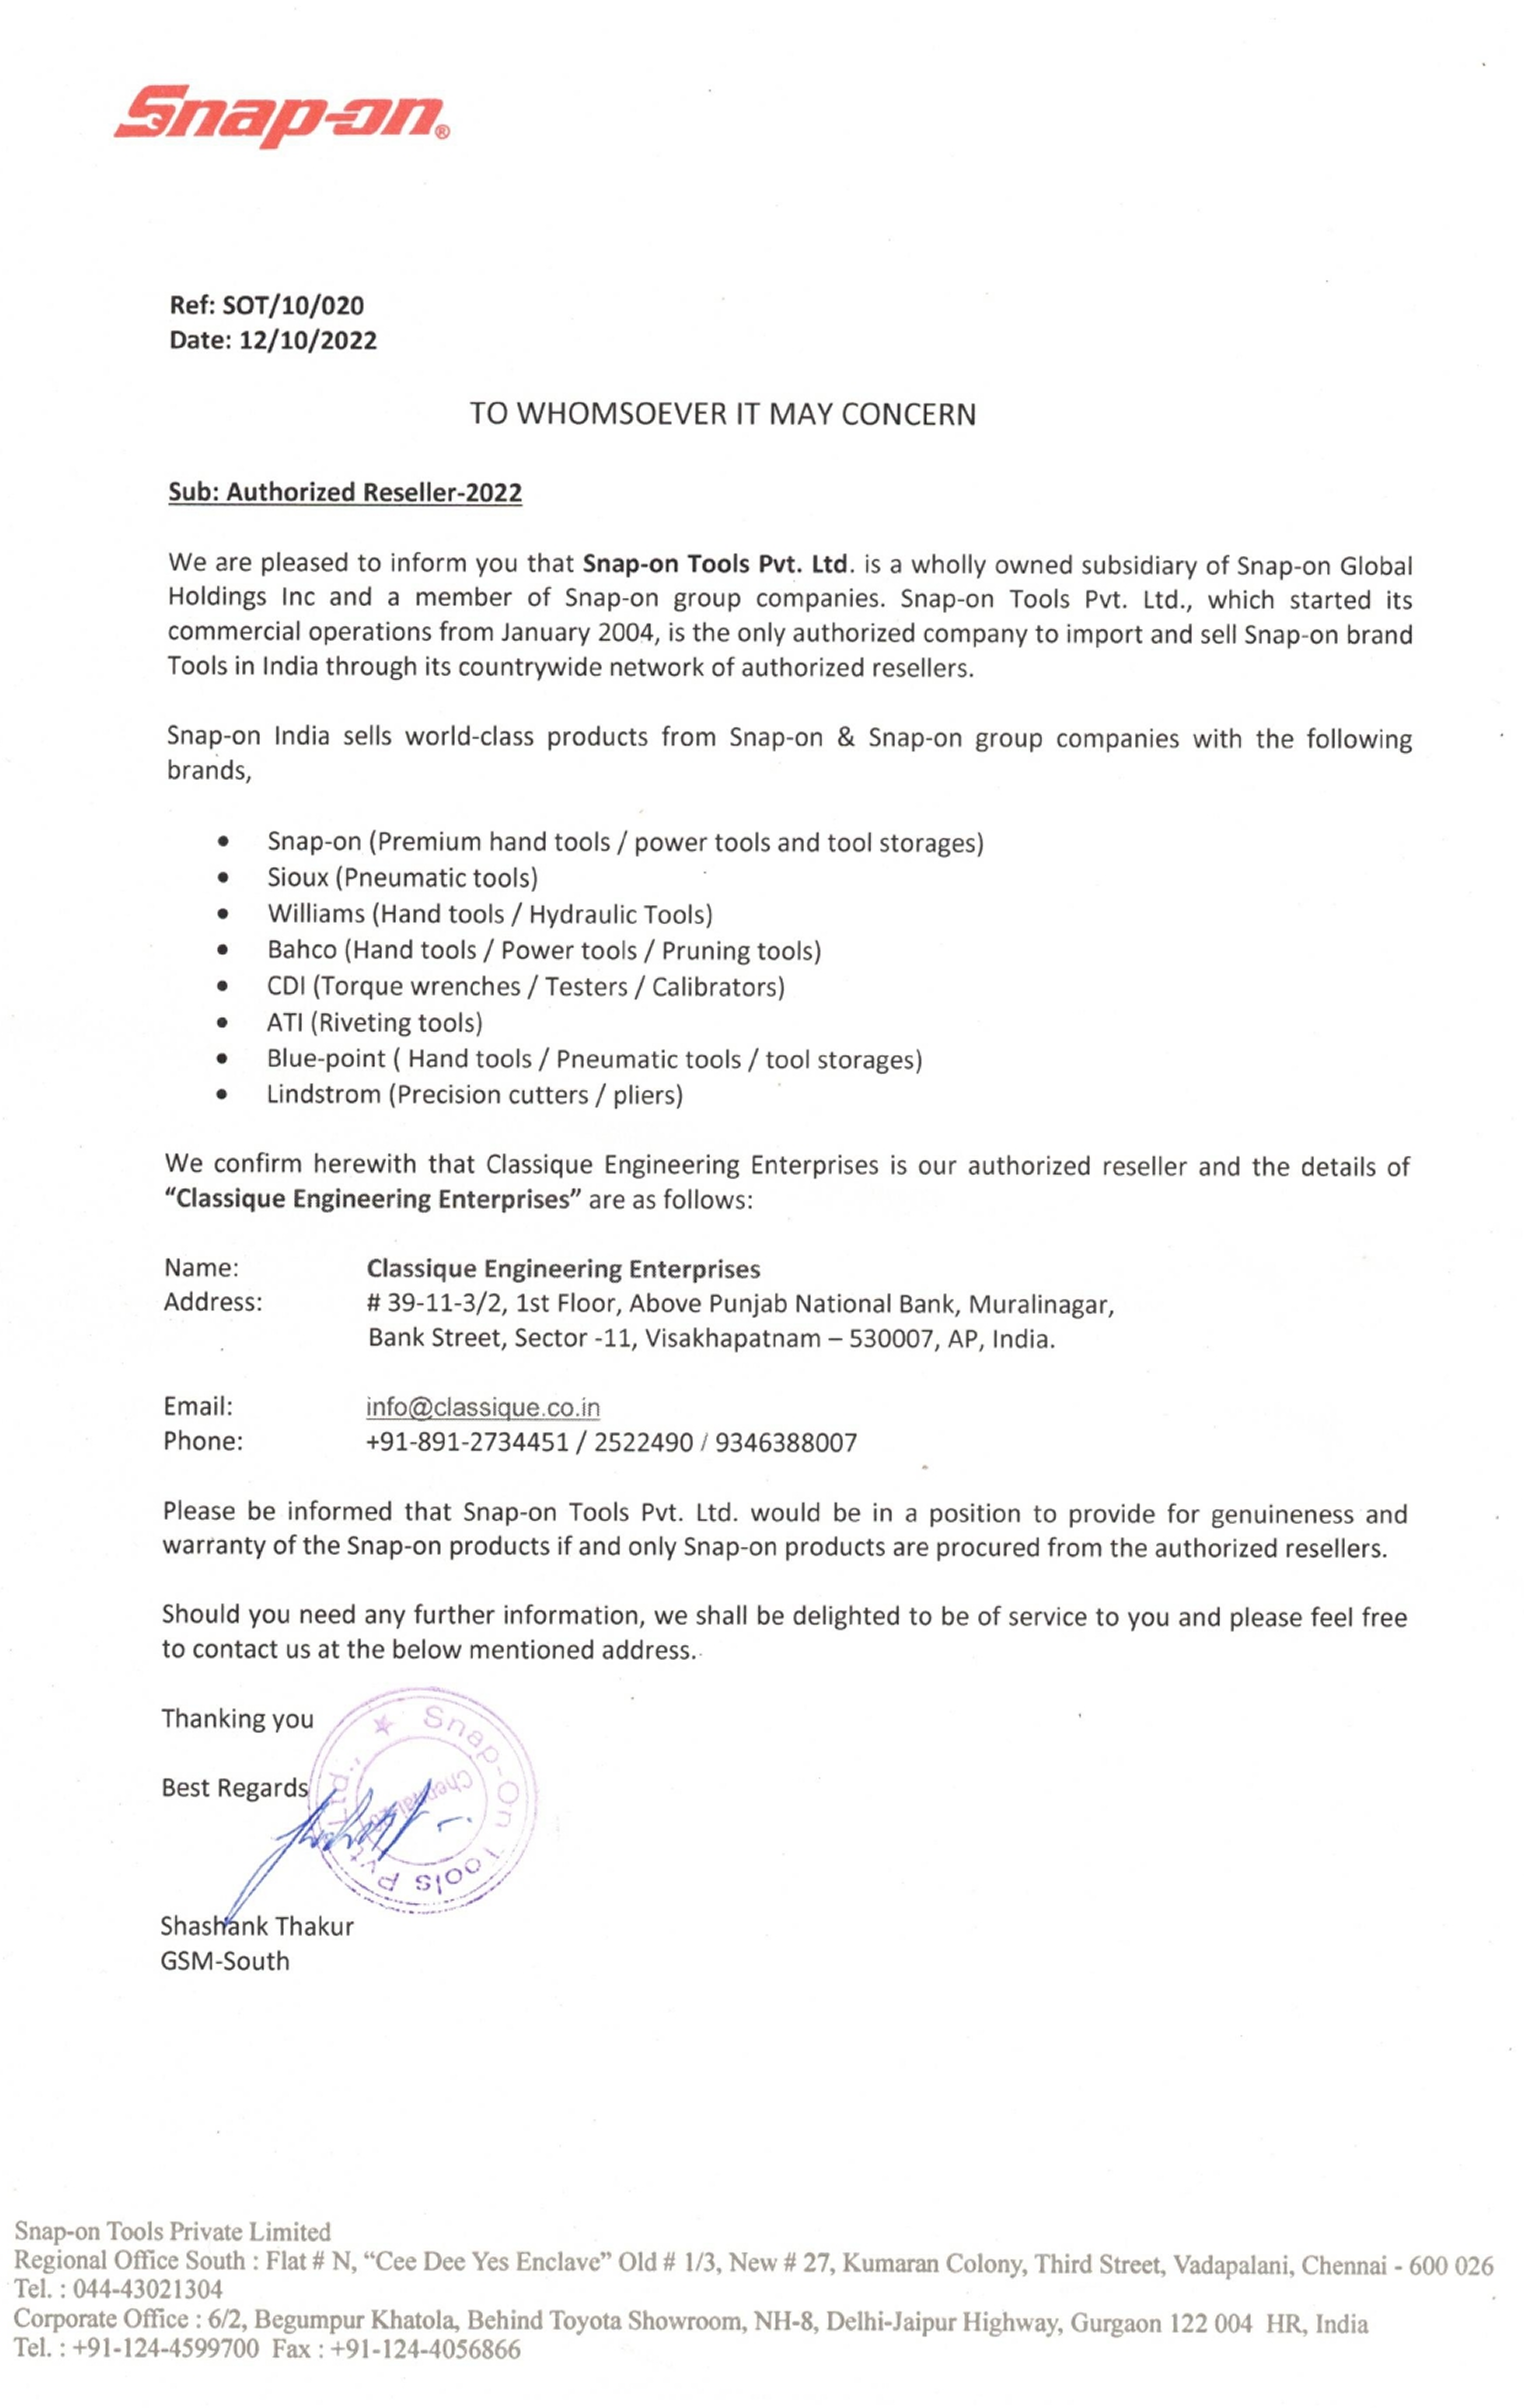 Snap-on®
Ref: SOT/10/020
Date: 12/10/2022
TO WHOMSOEVER IT MAY CONCERN
Sub: Authorized Reseller-2022
We are pleased to inform you that Snap-on Tools Pvt. Ltd. is a wholly owned subsidiary of Snap-on Global
Holdings Inc and a member of Snap-on group companies. Snap-on Tools Pvt. Ltd., which started its
commercial operations from January 2004, is the only authorized company to import and sell Snap-on brand
Tools in India through its countrywide network of authorized resellers.
Snap-on India sells world-class products from Snap-on & Snap-on group companies with the following
brands,
• Snap-on (Premium hand tools / power tools and tool storages)
• Sioux (Pneumatic tools)
• Williams (Hand tools / Hydraulic Tools)
• Bahco (Hand tools / Power tools / Pruning tools)
• CDI (Torque wrenches / Testers / Calibrators)
• ATI (Riveting tools)
• Blue-point ( Hand tools / Pneumatic tools / tool storages)
• Lindstrom (Precision cutters / pliers)
We confirm herewith that Classique Engineering Enterprises is our authorized reseller and the details of
“Classique Engineering Enterprises” are as follows:
Name: Classique Engineering Enterprises
Address: # 39-11-3/2, 1st Floor, Above Punjab National Bank, Muralinagar,
Bank Street, Sector -11, Visakhapatnam – 530007, AP, India.
Email: info@classique.co.in
Phone: +91-891-2734451 / 2522490 / 9346388007
Please be informed that Snap-on Tools Pvt. Ltd. would be in a position to provide for genuineness and
warranty of the Snap-on products if and only Snap-on products are procured from the authorized resellers.
Should you need any further information, we shall be delighted to be of service to you and please feel free
to contact us at the below mentioned address.
Thanking you
Best Regards
Snap-On Tools Pvt. Ltd.,
Chennai
Shashank Thakur
GSM-South
Snap-on Tools Private Limited
Regional Office South : Flat # N, “Cee Dee Yes Enclave” Old # 1/3, New # 27, Kumaran Colony, Third Street, Vadapalani, Chennai - 600 026
Tel. : 044-43021304
Corporate Office : 6/2, Begumpur Khatola, Behind Toyota Showroom, NH-8, Delhi-Jaipur Highway, Gurgaon 122 004 HR, India
Tel. : +91-124-4599700 Fax : +91-124-4056866